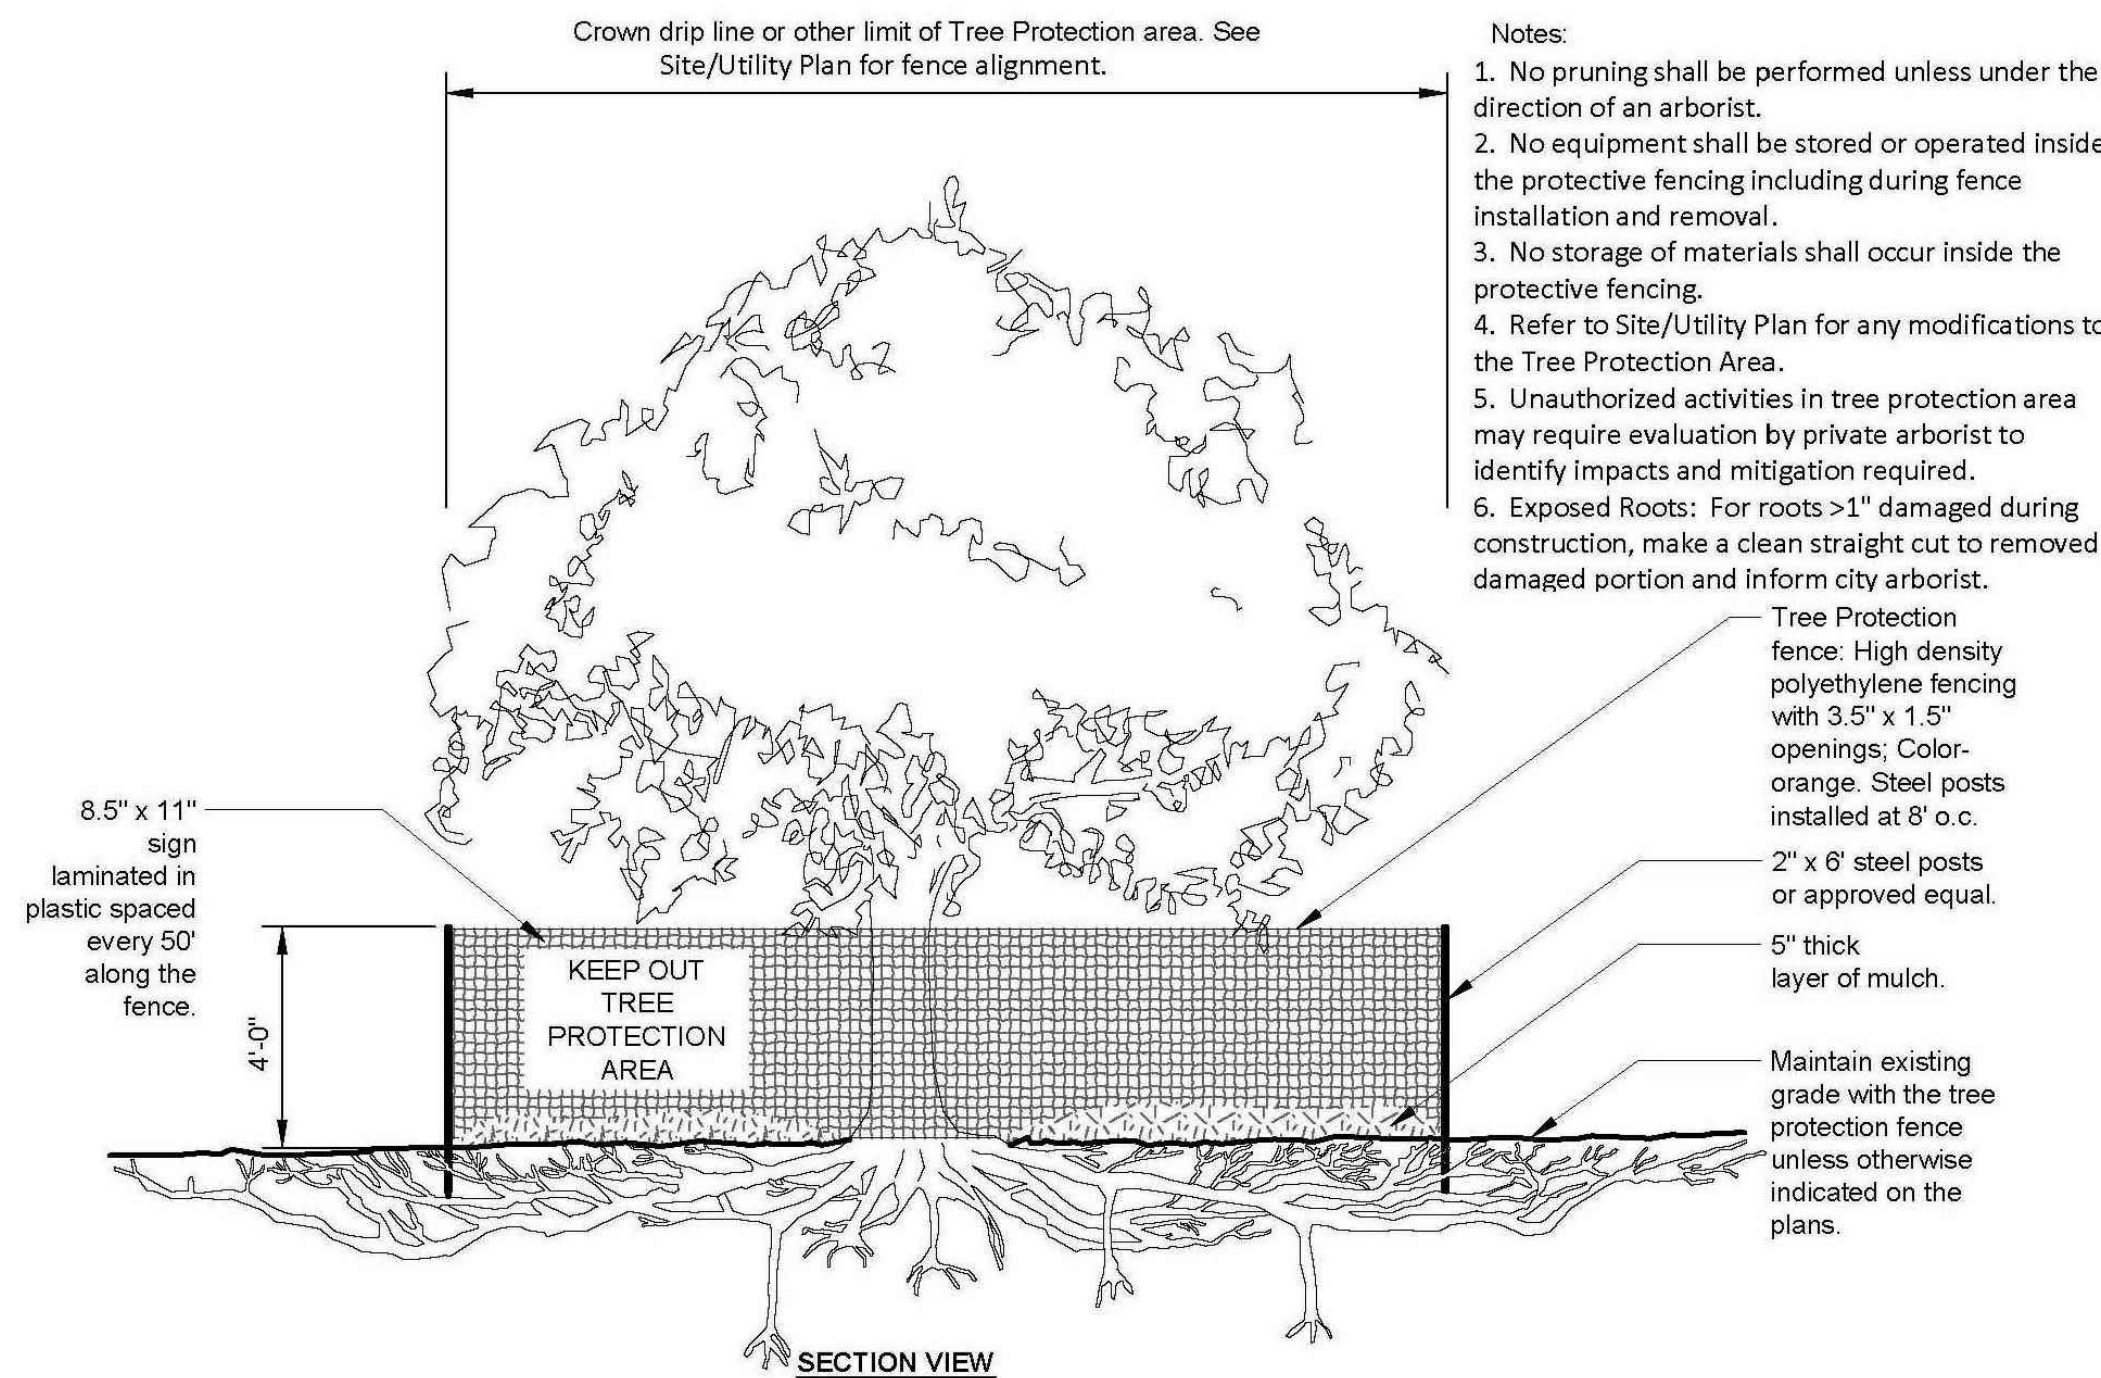 Crown drip line or other limit of Tree Protection area. See
Site/Utility Plan for fence alignment.
Notes:
1. No pruning shall be performed unless under the
direction of an arborist.
2. No equipment shall be stored or operated inside
the protective fencing including during fence
installation and removal.
3. No storage of materials shall occur inside the
protective fencing.
4. Refer to Site/Utility Plan for any modifications to
the Tree Protection Area.
5. Unauthorized activities in tree protection area
may require evaluation by private arborist to
identify impacts and mitigation required.
6. Exposed Roots: For roots >1" damaged during
construction, make a clean straight cut to removed
damaged portion and inform city arborist.
Tree Protection
fence: High density
polyethylene fencing
with 3.5" x 1.5"
openings; Color-
orange. Steel posts
installed at 8' o.c.
2" x 6' steel posts
or approved equal.
5" thick
layer of mulch.
Maintain existing
grade with the tree
protection fence
unless otherwise
indicated on the
plans.
8.5" x 11"
sign
laminated in
plastic spaced
every 50'
along the
fence.
4'-0"
KEEP OUT
TREE
PROTECTION
AREA
SECTION VIEW